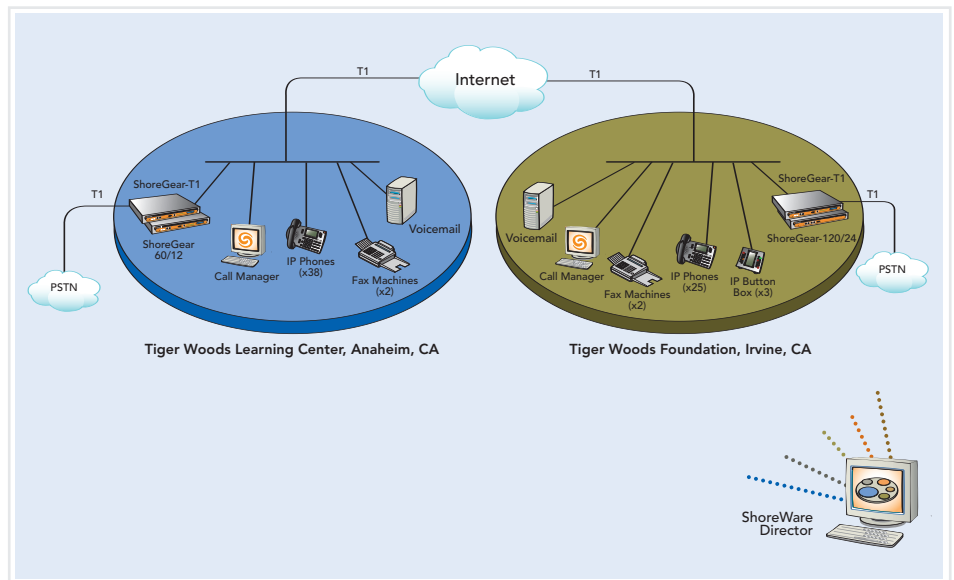 Internet
T1
T1
T1
ShoreGear-T1
ShoreGear
60/12
Call Manager
IP Phones
(x38)
Fax Machines
(x2)
Voicemail
PSTN
Tiger Woods Learning Center, Anaheim, CA
Voicemail
Call Manager
Fax Machines
(x2)
IP Phones
(x25)
IP Button
Box (x3)
ShoreGear-T1
ShoreGear-120/24
T1
PSTN
Tiger Woods Foundation, Irvine, CA
ShoreWare
Director